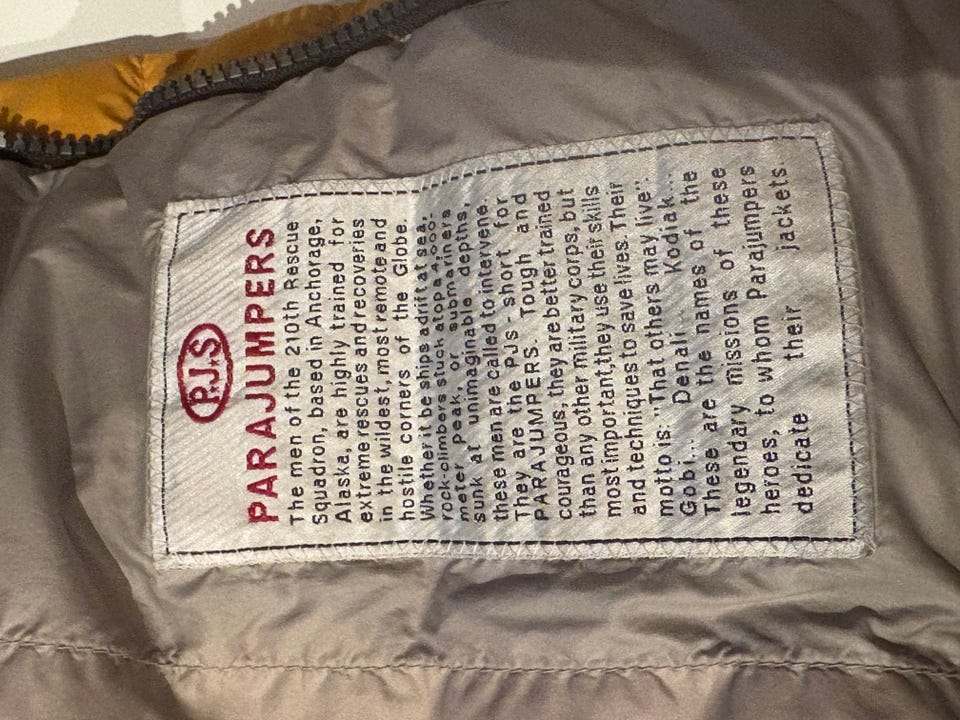 P.J.S
PARAJUMPERS
The men of the 210th Rescue
Squadron, based in Anchorage,
Alaska, are highly trained for
extreme rescues and recoveries
in the wildest, most remote and
hostile corners of the Globe.
Whether it be ships adrift at sea,
rock-climbers stuck atop a 4,000-
meter peak, or submariners
sunk at unimaginable depths,
these men are called to intervene.
They are the PJs - short for
PARAJUMPERS. Tough and
courageous, they are better trained
than any other military corps, but
most important, they use their skills
and techniques to save lives. Their
motto is: "That others may live".
Gobi... Denali ... Kodiak...
These are the names of the
legendary missions of these
heroes, to whom Parajumpers
dedicate their jackets.